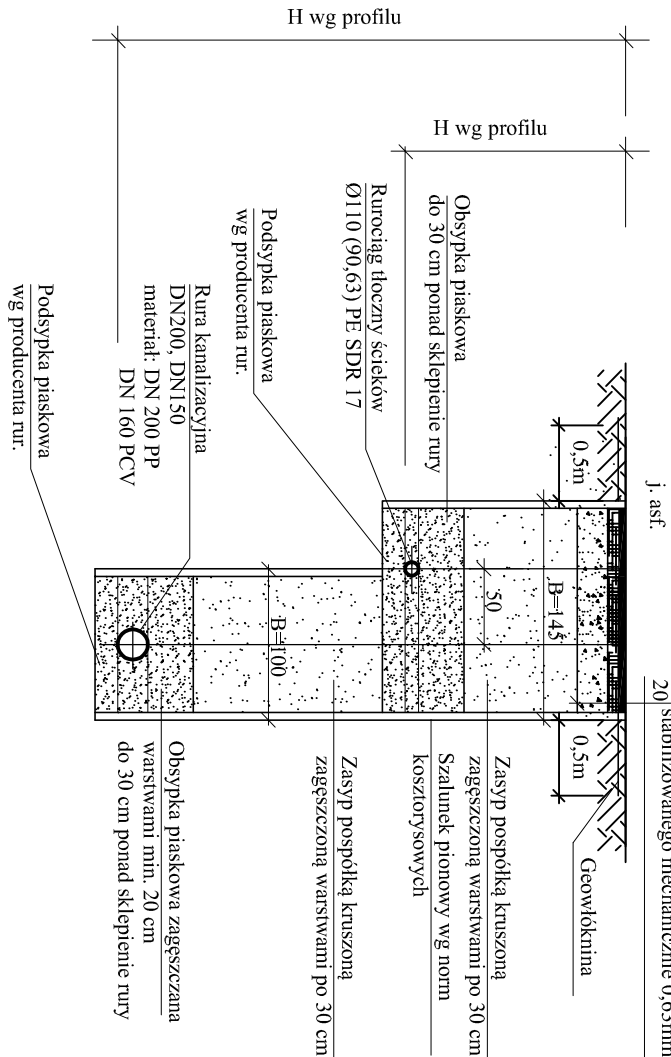 H wg profilu
H wg profilu
j. asf.
20 stabilizowanego mechanicznie 0,63mm
0,5m
0,5m
Geowłóknina
B=145
50
B=100
Obsypka piaskowa
do 30 cm ponad sklepienie rury
Rurociąg tłoczny ścieków
Ø110 (90,63) PE SDR 17
Podsypka piaskowa
wg producenta rur.
Rura kanalizacyjna
DN200, DN150
materiał: DN 200 PP
DN 160 PCV
Podsypka piaskowa
wg producenta rur.
Zasyp pospółką kruszoną
zagęszczoną warstwami po 30 cm
Szalunek pionowy wg norm
kosztorysowych
Zasyp pospółką kruszoną
zagęszczoną warstwami po 30 cm
Obsypka piaskowa zagęszczana
warstwami min. 20 cm
do 30 cm ponad sklepienie rury